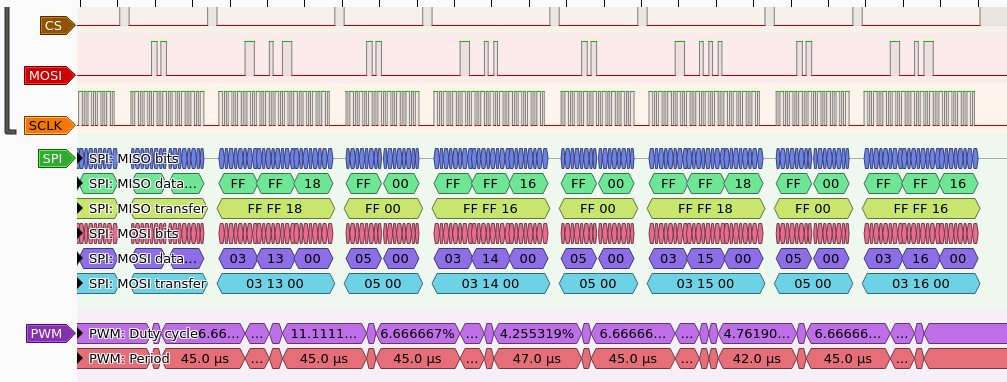 CS
MOSI
SCLK
SPI
SPI: MISO bits
SPI: MISO data... FF FF 18 FF 00 FF FF 16 FF 00 FF FF 18 FF 00 FF FF 16
SPI: MISO transfer FF FF 18 FF 00 FF FF 16 FF 00 FF FF 18 FF 00 FF FF 16
SPI: MOSI bits
SPI: MOSI data... 03 13 00 05 00 03 14 00 05 00 03 15 00 05 00 03 16 00
SPI: MOSI transfer 03 13 00 05 00 03 14 00 05 00 03 15 00 05 00 03 16 00
PWM PWM: Duty cycle 6.66... ... 11.1111... 6.666667% ... 4.255319% 6.66666... ... 4.76190... 6.66666... ...
PWM: Period 45.0 µs ... 45.0 µs 45.0 µs ... 47.0 µs 45.0 µs ... 42.0 µs 45.0 µs ...